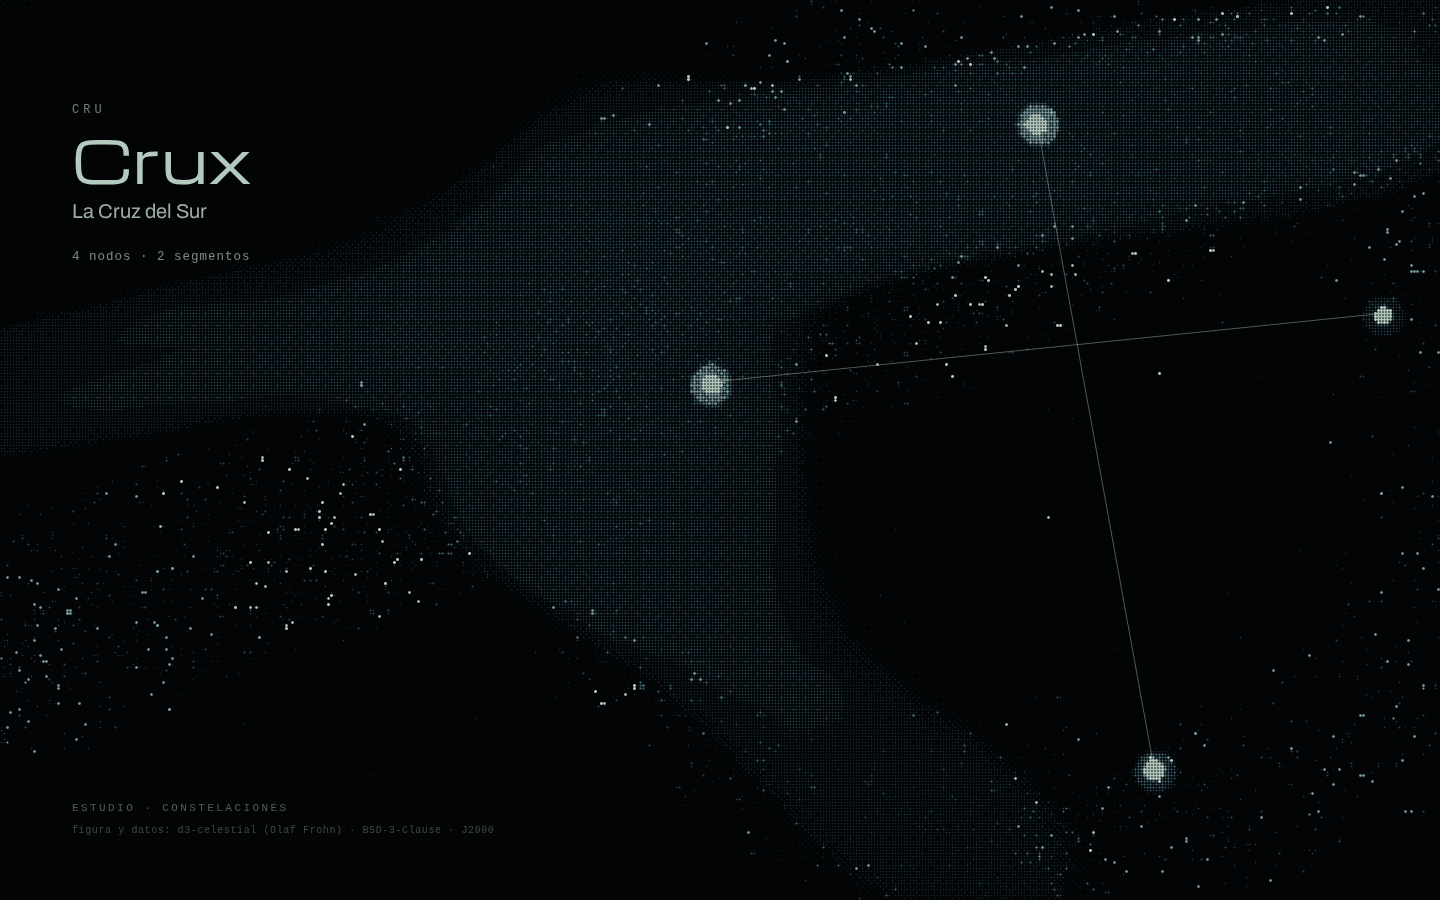 CRU
Crux
La Cruz del Sur
4 nodos · 2 segmentos
ESTUDIO · CONSTELACIONES
figura y datos: d3-celestial (Olaf Frohn) · BSD-3-Clause · J2000